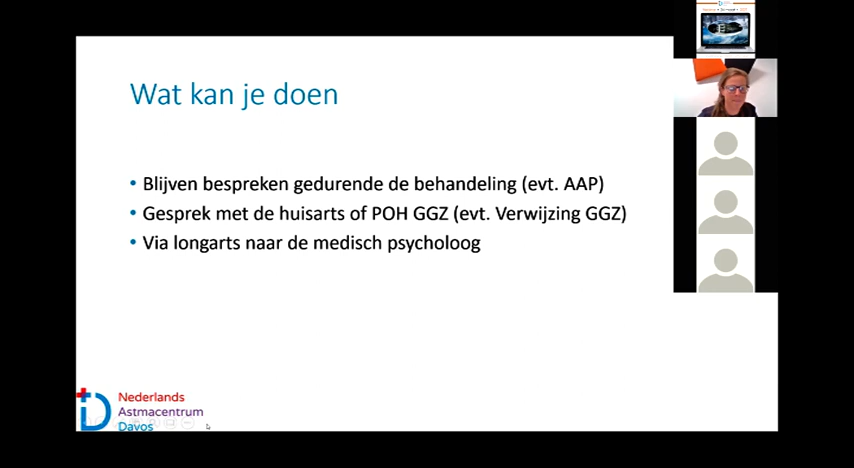 Wat kan je doen
• Blijven bespreken gedurende de behandeling (evt. AAP)
• Gesprek met de huisarts of POH GGZ (evt. Verwijzing GGZ)
• Via longarts naar de medisch psycholoog
Nederlands
Astmacentrum
Davos